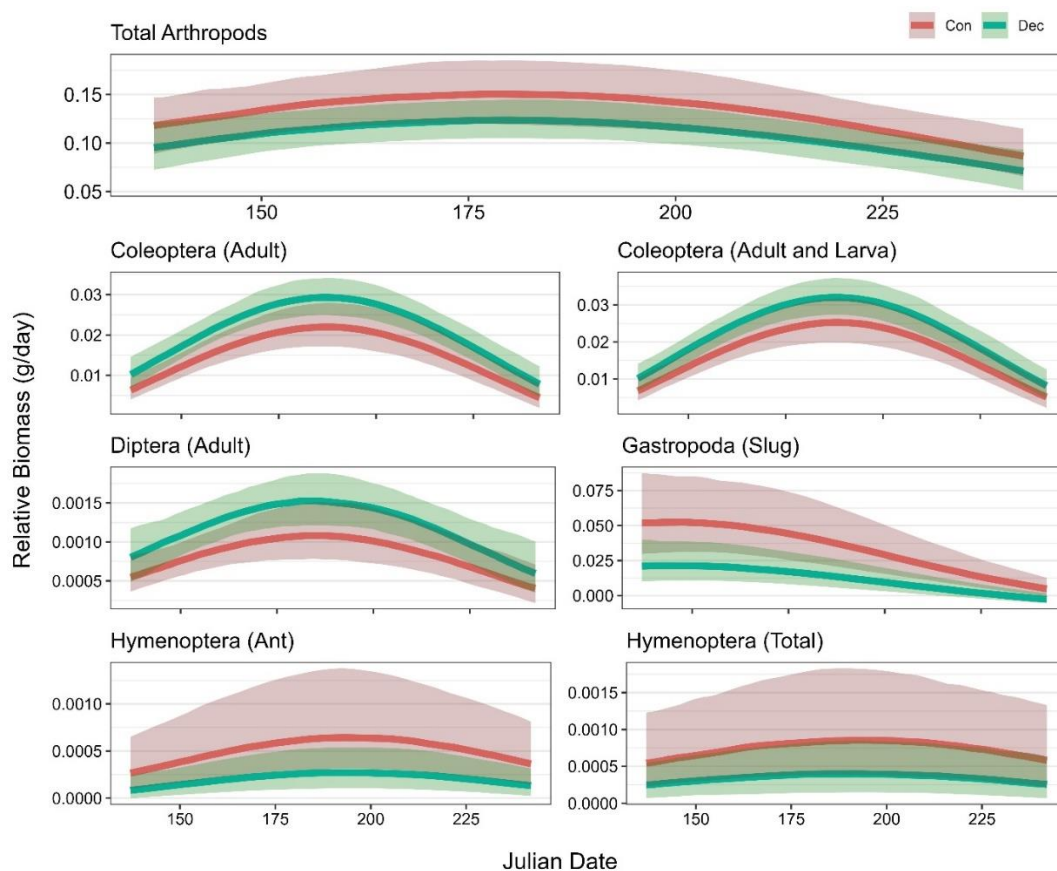 Total Arthropods
Con Dec
0.15
0.10
0.05
150 175 200 225
Coleoptera (Adult) Coleoptera (Adult and Larva)
0.03
0.02
0.01
0.03
0.02
0.01
Diptera (Adult) Gastropoda (Slug)
0.0015
0.0010
0.0005
0.075
0.050
0.025
0.000
Hymenoptera (Ant) Hymenoptera (Total)
0.0010
0.0005
0.0000
0.0015
0.0010
0.0005
0.0000
150 175 200 225
150 175 200 225
Relative Biomass (g/day)
Julian Date